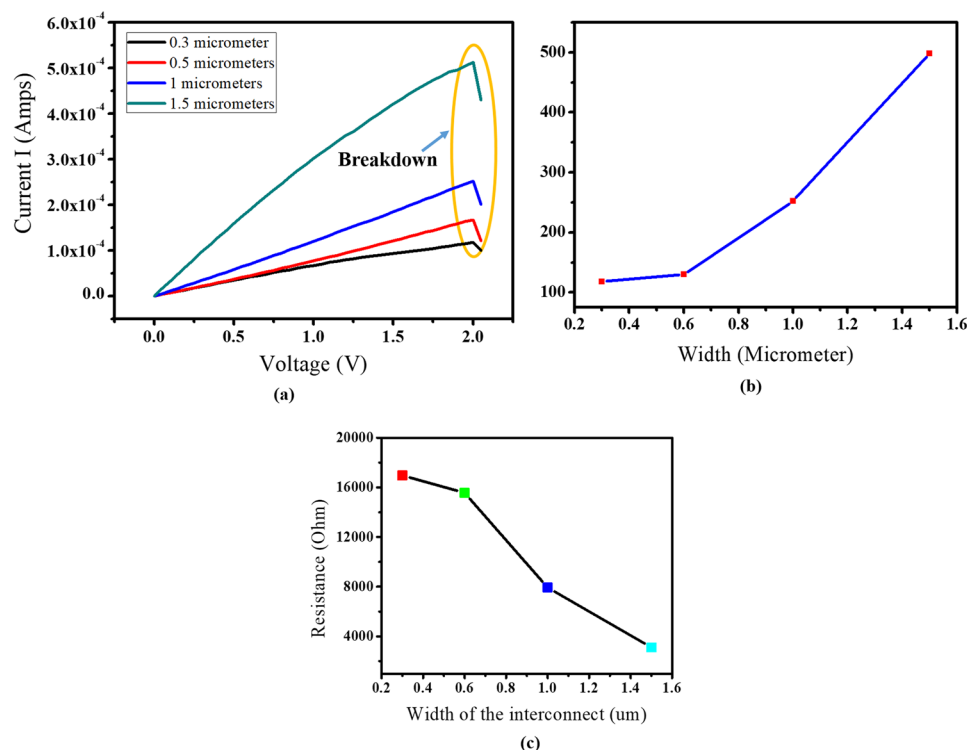 6.0x10⁻⁴
5.0x10⁻⁴
4.0x10⁻⁴
3.0x10⁻⁴
2.0x10⁻⁴
1.0x10⁻⁴
0.0
Current I (Amps)
0.3 micrometer
0.5 micrometers
1 micrometers
1.5 micrometers
Breakdown
0.0 0.5 1.0 1.5 2.0
Voltage (V)
(a)
500
400
300
250
200
150
100
0.2 0.4 0.6 0.8 1.0 1.2 1.4 1.6
Width (Micrometer)
(b)
20000
16000
12000
8000
4000
Resistance (Ohm)
0.2 0.4 0.6 0.8 1.0 1.2 1.4 1.6
Width of the interconnect (um)
(c)